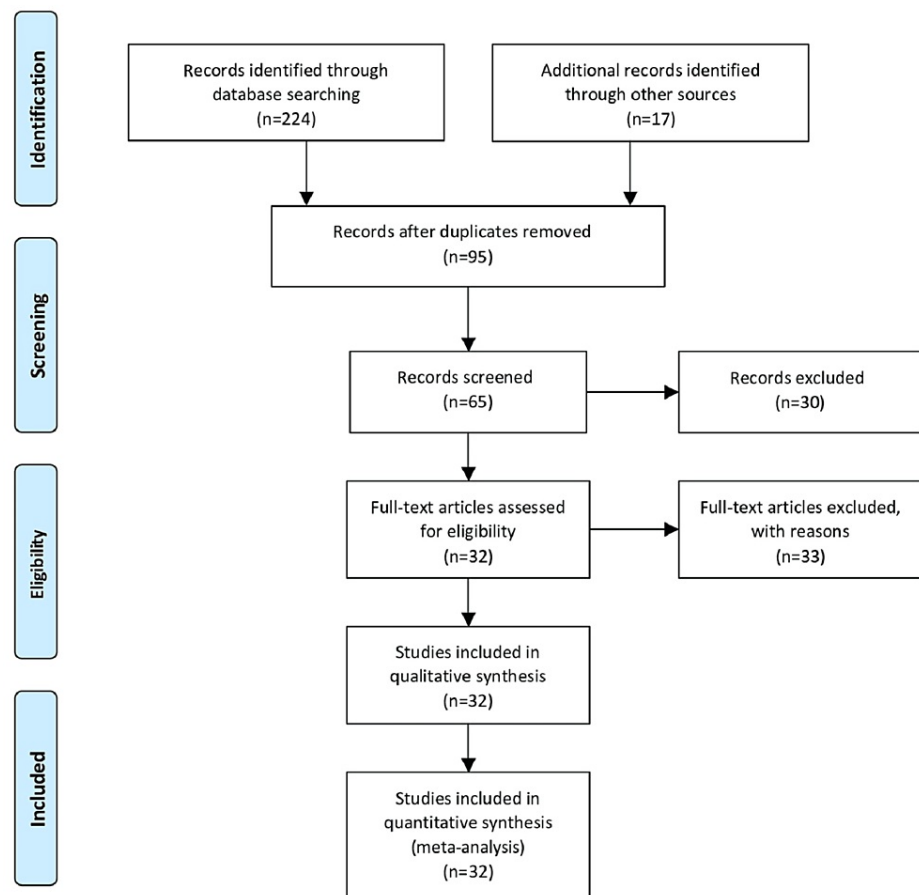 Identification
Records identified through
database searching
(n=224)
Additional records identified
through other sources
(n=17)
Records after duplicates removed
(n=95)
Screening
Records screened
(n=65)
Records excluded
(n=30)
Eligibility
Full-text articles assessed
for eligibility
(n=32)
Full-text articles excluded,
with reasons
(n=33)
Studies included in
qualitative synthesis
(n=32)
Included
Studies included in
quantitative synthesis
(meta-analysis)
(n=32)